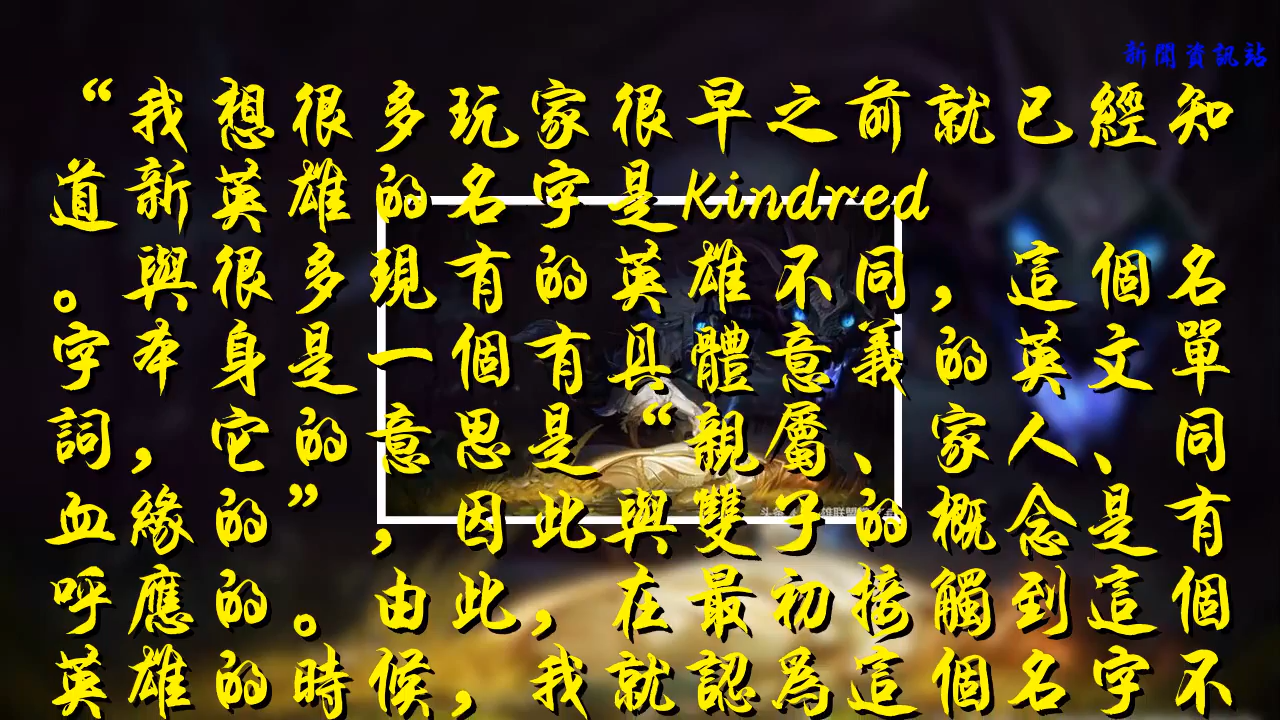 新聞資訊站
“我想很多玩家很早之前就已經知
道新英雄的名字是Kindred
。與很多現有的英雄不同，這個名
字本身是一個有具體意義的英文單
詞，它的意思是“親屬、家人、同
血緣的”，因此與雙子的概念是有
呼應的。由此，在最初接觸到這個
英雄的時候，我就認爲這個名字不